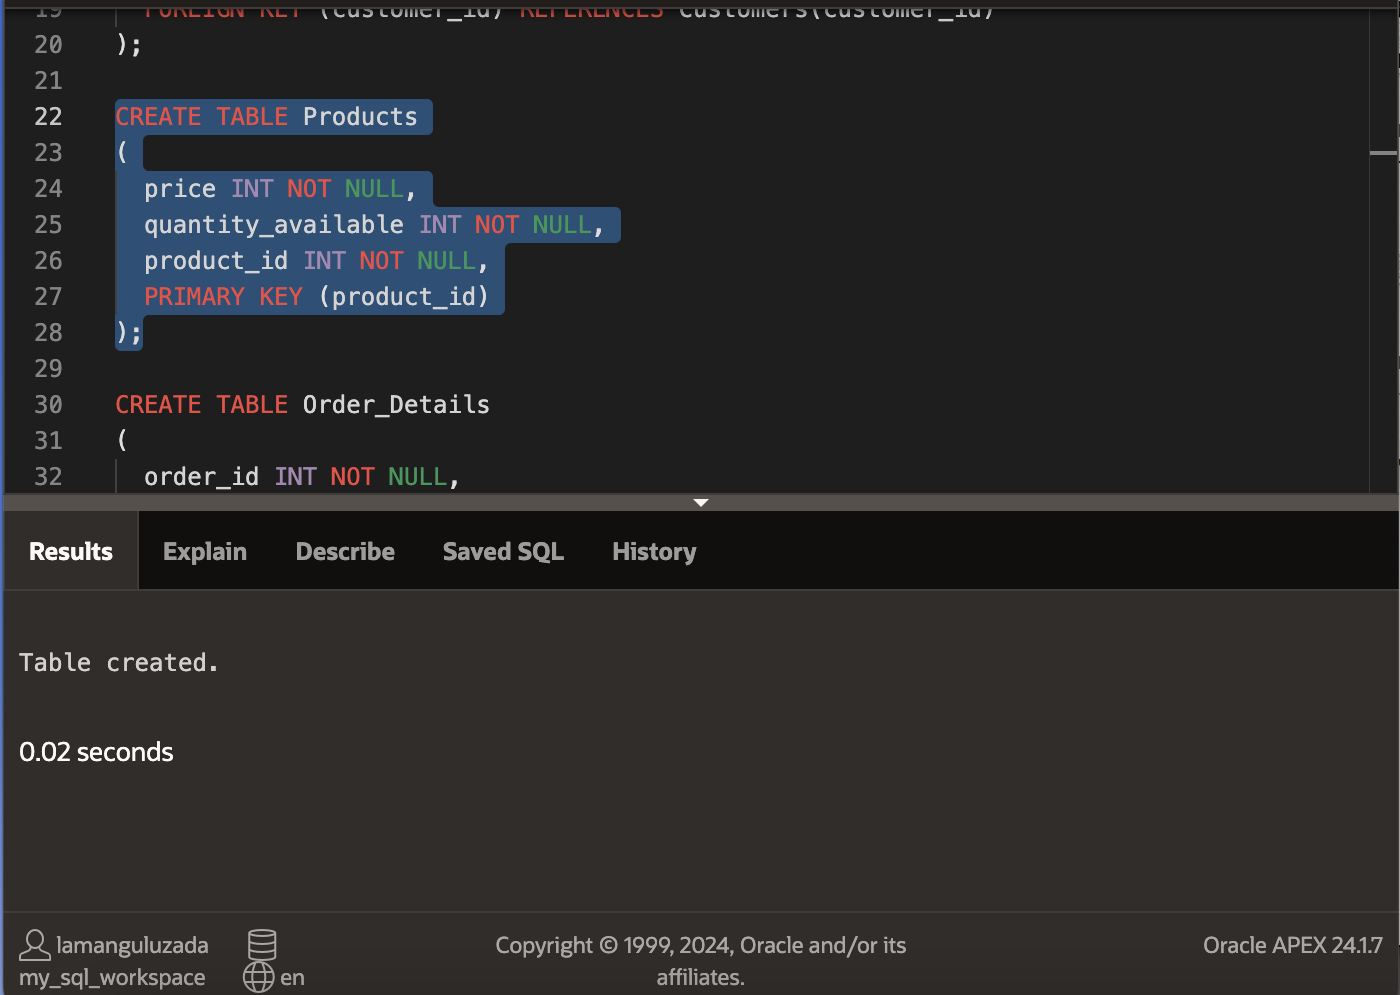 19 FOREIGN KEY (customer_id) REFERENCES Customers(customer_id)
20 );
21
22 CREATE TABLE Products
23 (
24 price INT NOT NULL,
25 quantity_available INT NOT NULL,
26 product_id INT NOT NULL,
27 PRIMARY KEY (product_id)
28 );
29
30 CREATE TABLE Order_Details
31 (
32 order_id INT NOT NULL,
Results Explain Describe Saved SQL History
Table created.
0.02 seconds
lamanguluzada
my_sql_workspace
en
Copyright © 1999, 2024, Oracle and/or its
affiliates.
Oracle APEX 24.1.7